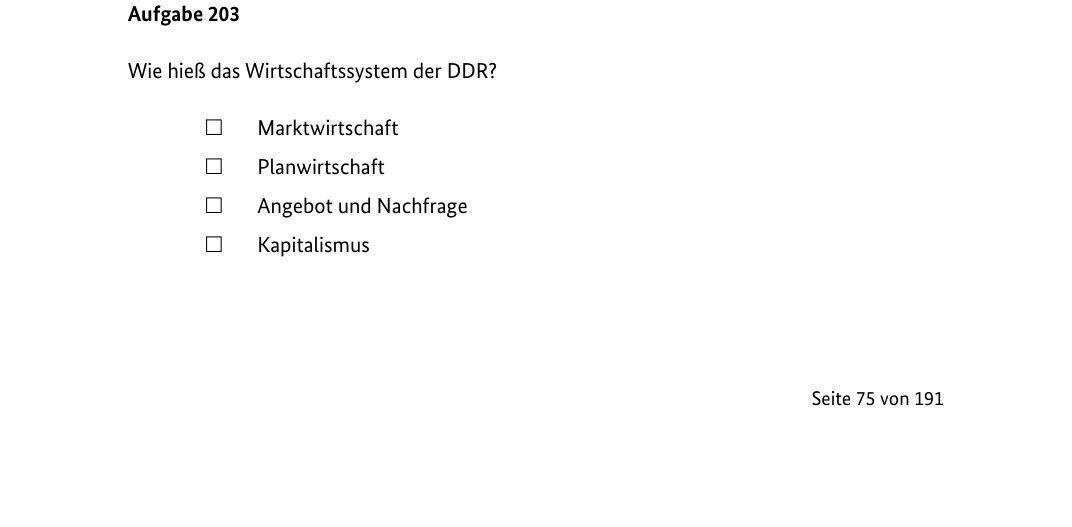 Aufgabe 203
Wie hieß das Wirtschaftssystem der DDR?
☐ Marktwirtschaft
☐ Planwirtschaft
☐ Angebot und Nachfrage
☐ Kapitalismus
Seite 75 von 191